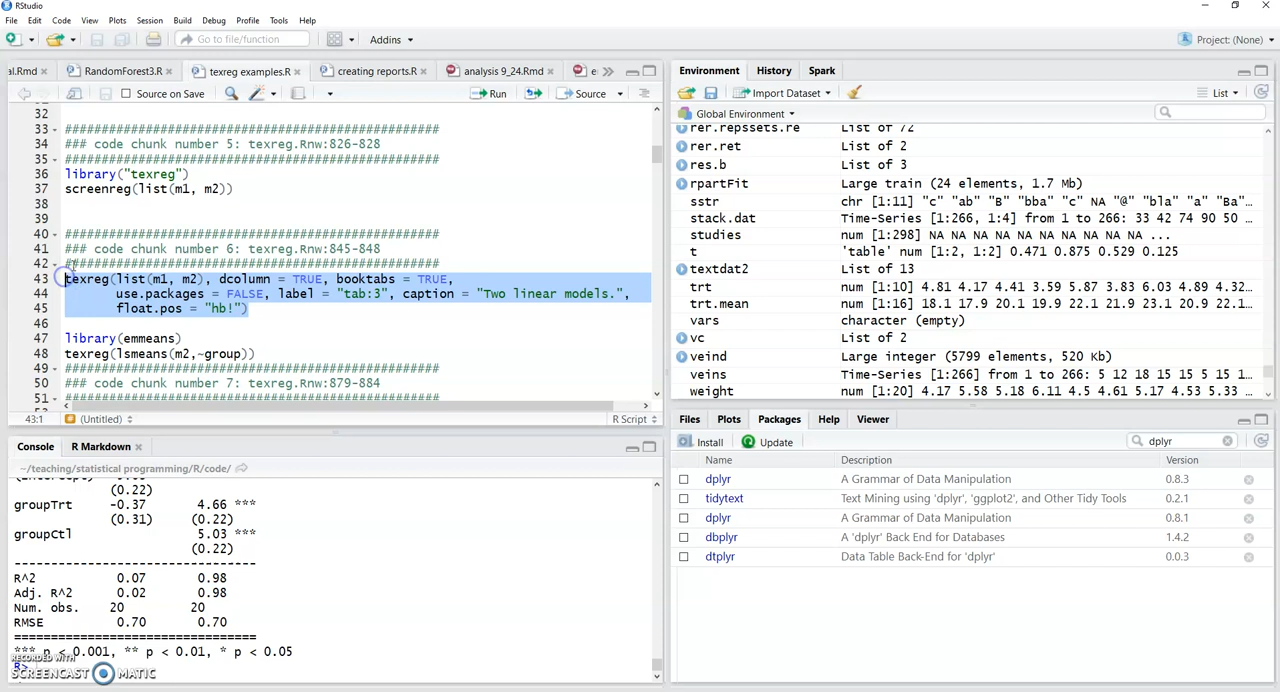 RStudio
File Edit Code View Plots Session Build Debug Profile Tools Help
Go to file/function Addins Project: (None)
al.Rmd RandomForest3.R texreg examples.R creating reports.R analysis 9_24.Rmd e
Source on Save Run Source
32
33 #################################################
34 ### code chunk number 5: texreg.Rnw:826-828
35 #################################################
36 library("texreg")
37 screenreg(list(m1, m2))
38
39
40 #################################################
41 ### code chunk number 6: texreg.Rnw:845-848
42 #################################################
43 texreg(list(m1, m2), dcolumn = TRUE, booktabs = TRUE,
44 use.packages = FALSE, label = "tab:3", caption = "Two linear models.",
45 float.pos = "hb!")
46
47 library(emmeans)
48 texreg(lsmeans(m2,~group))
49 #################################################
50 ### code chunk number 7: texreg.Rnw:879-884
51 #################################################
43:1 (Untitled) R Script
Console R Markdown
~/teaching/statistical programming/R/code/
(0.22)
groupTrt -0.37 4.66 ***
(0.31) (0.22)
groupCtl 5.03 ***
(0.22)
---------------------------------
R^2 0.07 0.98
Adj. R^2 0.02 0.98
Num. obs. 20 20
RMSE 0.70 0.70
=================================
*** p < 0.001, ** p < 0.01, * p < 0.05
R>
RECORDED WITH
SCREENCAST MATIC
Environment History Spark
Import Dataset List
Global Environment
rer.repssets.re List of 72
rer.ret List of 2
res.b List of 3
rpartFit Large train (24 elements, 1.7 Mb)
sstr chr [1:11] "c" "ab" "B" "bba" "c" NA "@" "bla" "a" "Ba"...
stack.dat Time-Series [1:266, 1:4] from 1 to 266: 33 42 74 90 50 ...
studies num [1:298] NA NA NA NA NA NA NA NA NA NA ...
t 'table' num [1:2, 1:2] 0.471 0.875 0.529 0.125
textdat2 List of 13
trt num [1:10] 4.81 4.17 4.41 3.59 5.87 3.83 6.03 4.89 4.32...
trt.mean num [1:16] 18.1 17.9 20.1 19.9 22.1 21.9 23.1 20.9 22.1...
vars character (empty)
vc List of 2
veind Large integer (5799 elements, 520 Kb)
veins Time-Series [1:266] from 1 to 266: 5 12 18 15 15 5 15 1...
weight num [1:20] 4.17 5.58 5.18 6.11 4.5 4.61 5.17 4.53 5.33 ...
Files Plots Packages Help Viewer
Install Update dplyr
Name Description Version
dplyr A Grammar of Data Manipulation 0.8.3
tidytext Text Mining using 'dplyr', 'ggplot2', and Other Tidy Tools 0.2.1
dplyr A Grammar of Data Manipulation 0.8.1
dbplyr A 'dplyr' Back End for Databases 1.4.2
dtplyr Data Table Back-End for 'dplyr' 0.0.3